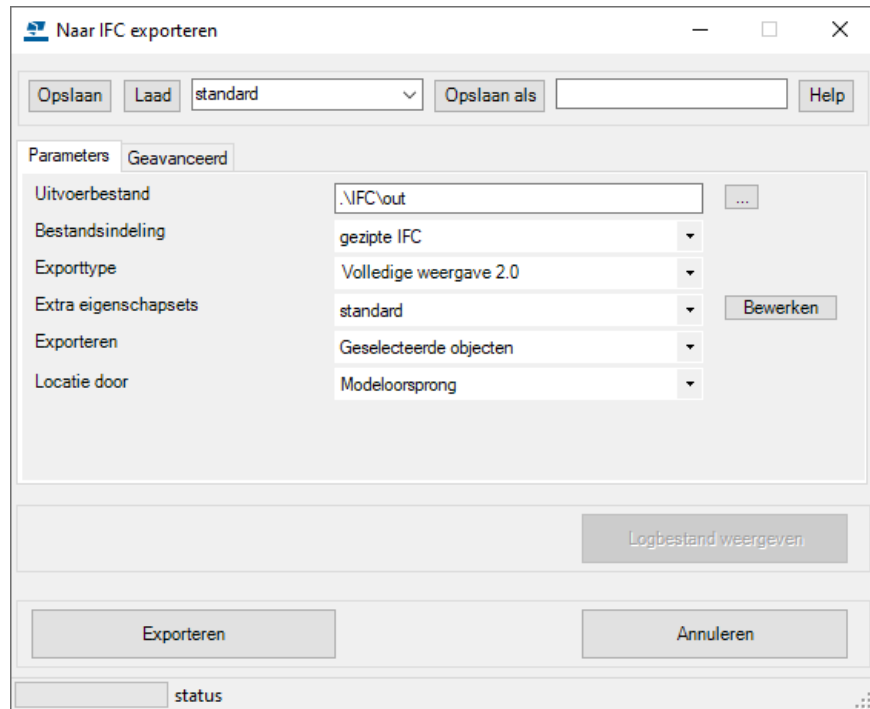 Naar IFC exporteren
Opslaan Laad standard Opslaan als Help
Parameters Geavanceerd
Uitvoerbestand .\IFC\out ...
Bestandsindeling gezipte IFC
Exporttype Volledige weergave 2.0
Extra eigenschapsets standard Bewerken
Exporteren Geselecteerde objecten
Locatie door Modeloorsprong
Logbestand weergeven
Exporteren Annuleren
status